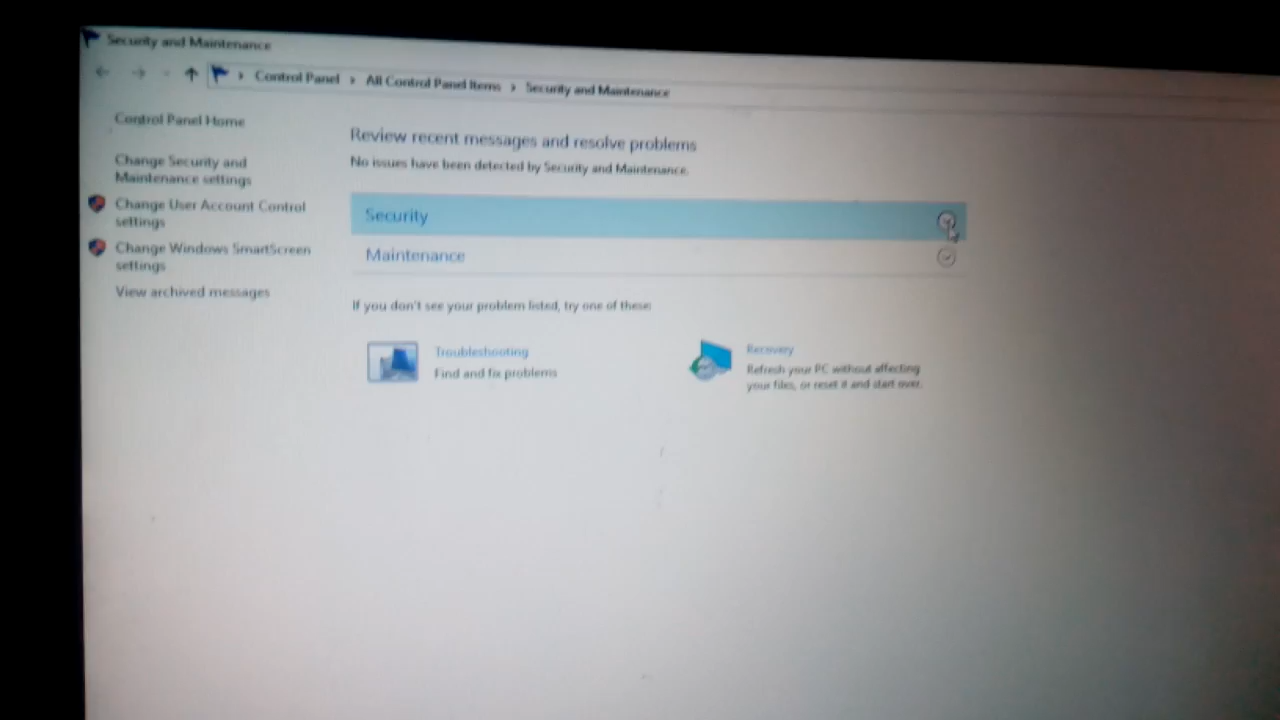 Security and Maintenance
Control Panel › All Control Panel Items › Security and Maintenance
Control Panel Home
Change Security and
Maintenance settings
Change User Account Control
settings
Change Windows SmartScreen
settings
View archived messages
Review recent messages and resolve problems
No issues have been detected by Security and Maintenance.
Security
Maintenance
If you don't see your problem listed, try one of these:
Troubleshooting
Find and fix problems
Recovery
Refresh your PC without affecting
your files, or reset it and start over.